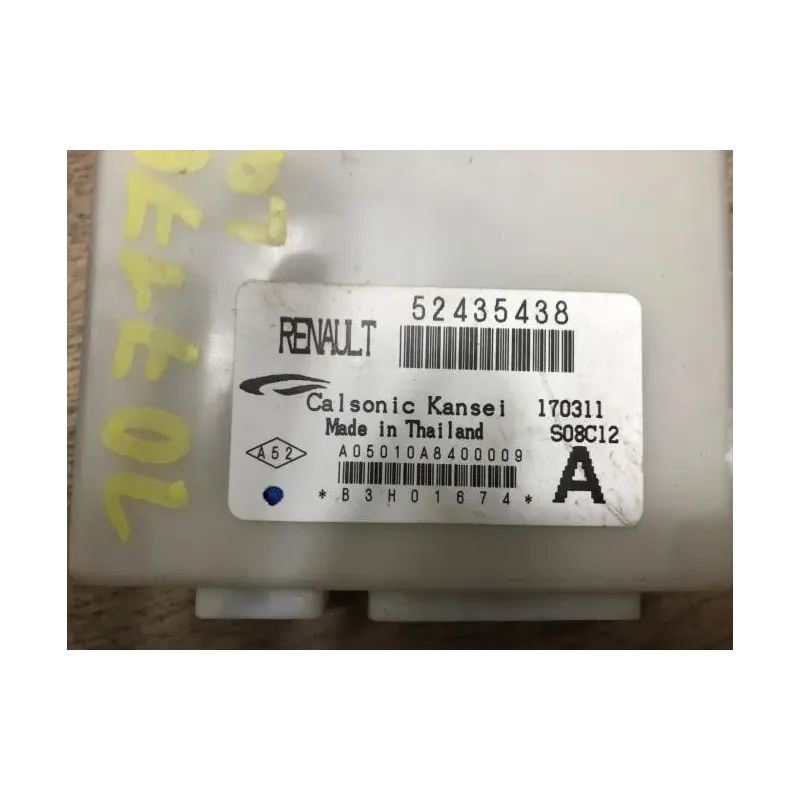 RENAULT 52435438
Calsonic Kansei 170311
Made in Thailand S08C12
A52 A05010A8400009 A
*B3H01674*